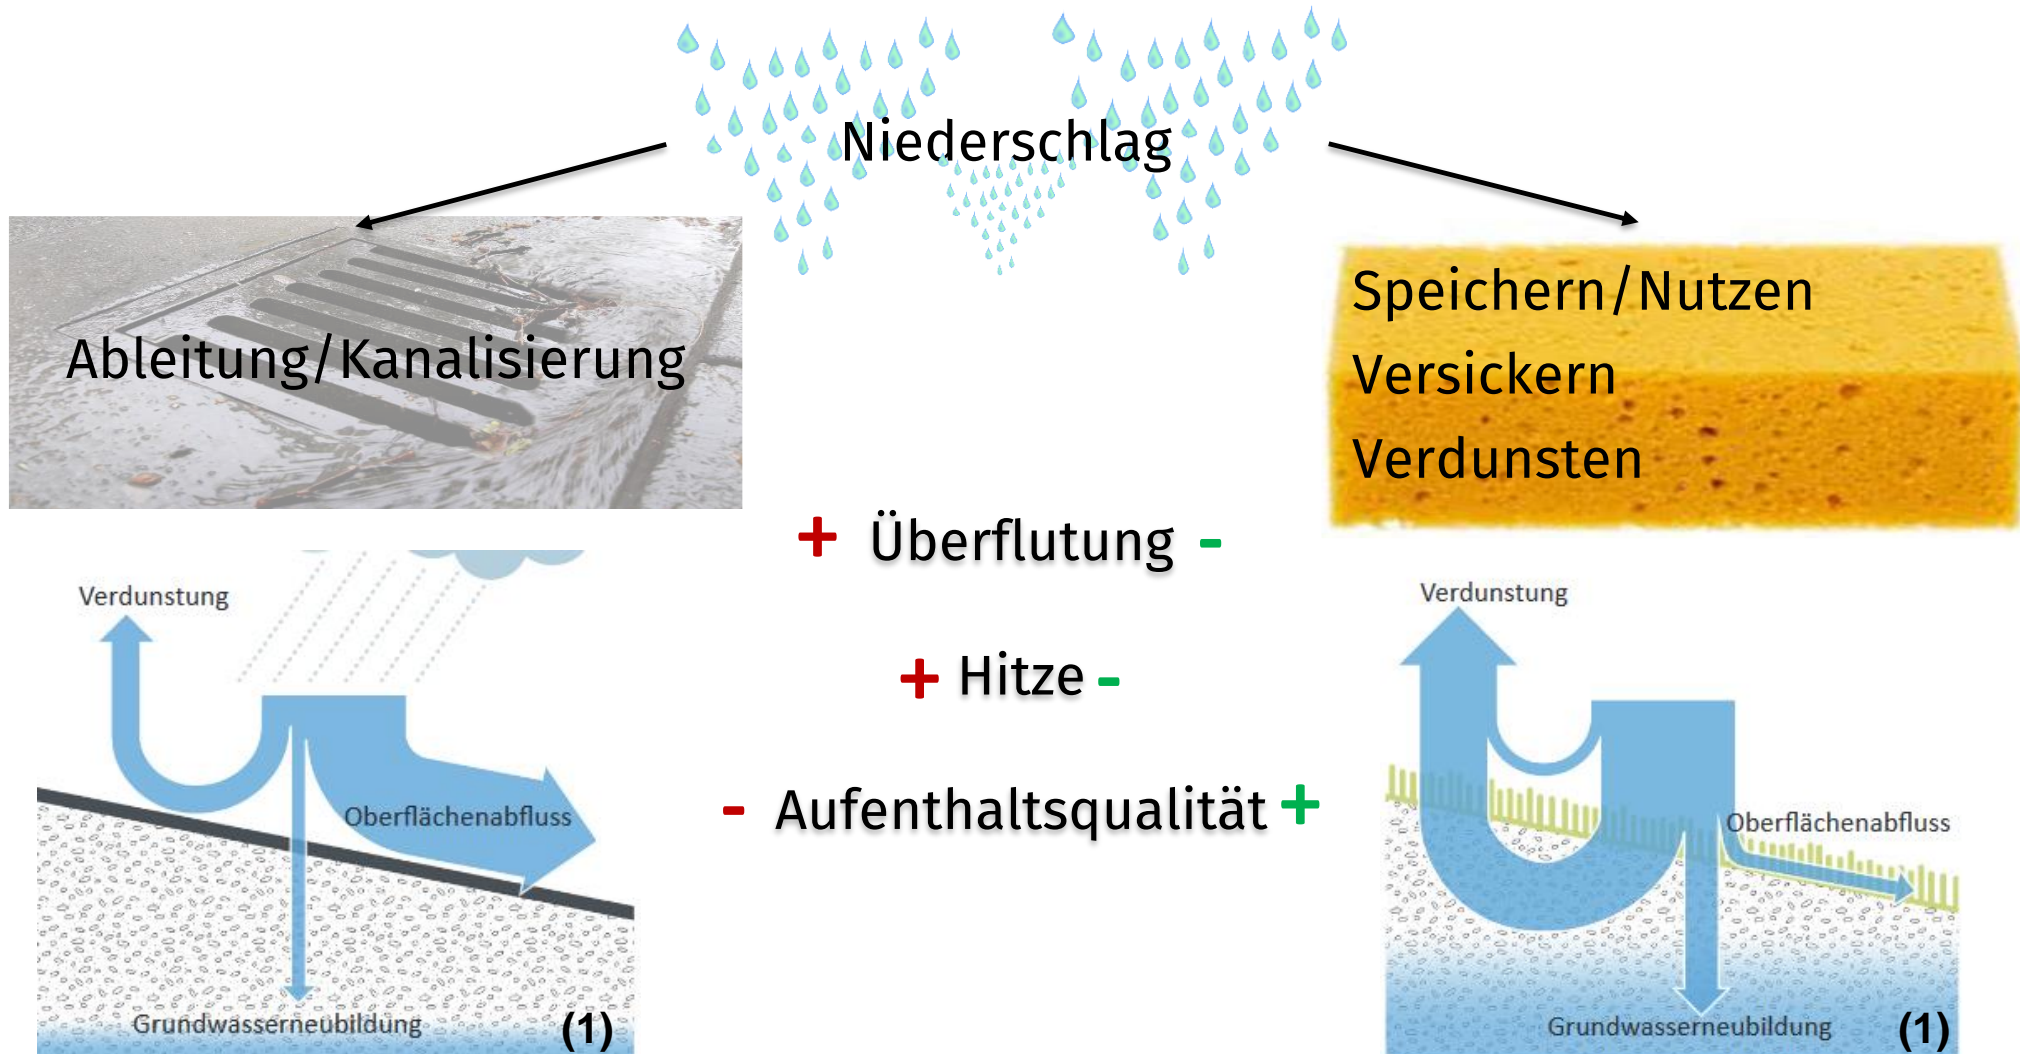 Niederschlag
Ableitung/Kanalisierung
Speichern/Nutzen
Versickern
Verdunsten
+ Überflutung -
+ Hitze -
- Aufenthaltsqualität +
Verdunstung
Oberflächenabfluss
Grundwasserneubildung
(1)
Verdunstung
Oberflächenabfluss
Grundwasserneubildung
(1)